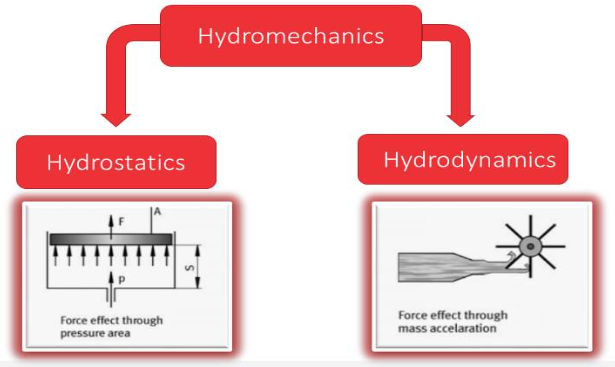 Hydromechanics
Hydrostatics
Hydrodynamics
A
F
S
p
Force effect through
pressure area
Force effect through
mass accelaration